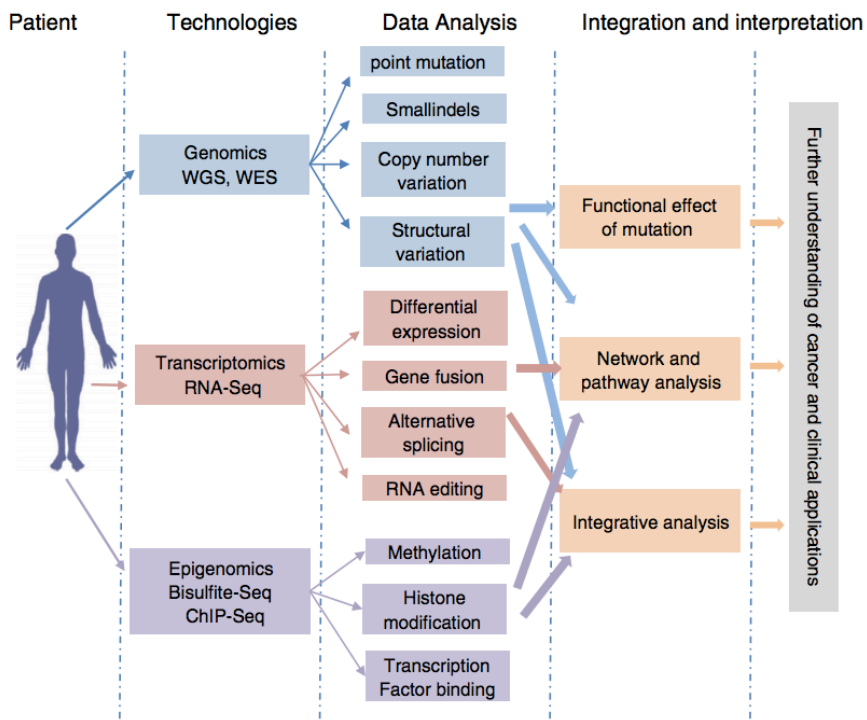 Patient
Technologies
Data Analysis
Integration and interpretation
Genomics
WGS, WES
Transcriptomics
RNA-Seq
Epigenomics
Bisulfite-Seq
ChIP-Seq
point mutation
Smallindels
Copy number
variation
Structural
variation
Differential
expression
Gene fusion
Alternative
splicing
RNA editing
Methylation
Histone
modification
Transcription
Factor binding
Functional effect
of mutation
Network and
pathway analysis
Integrative analysis
Further understanding of cancer and clinical applications